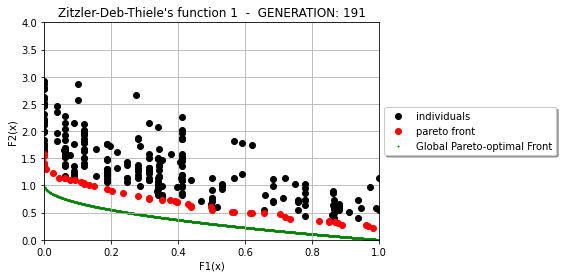 Zitzler-Deb-Thiele's function 1 - GENERATION: 191
4.0
3.5
3.0
2.5
2.0
1.5
1.0
0.5
0.0
F2(x)
0.0 0.2 0.4 0.6 0.8 1.0
F1(x)
individuals
pareto front
Global Pareto-optimal Front